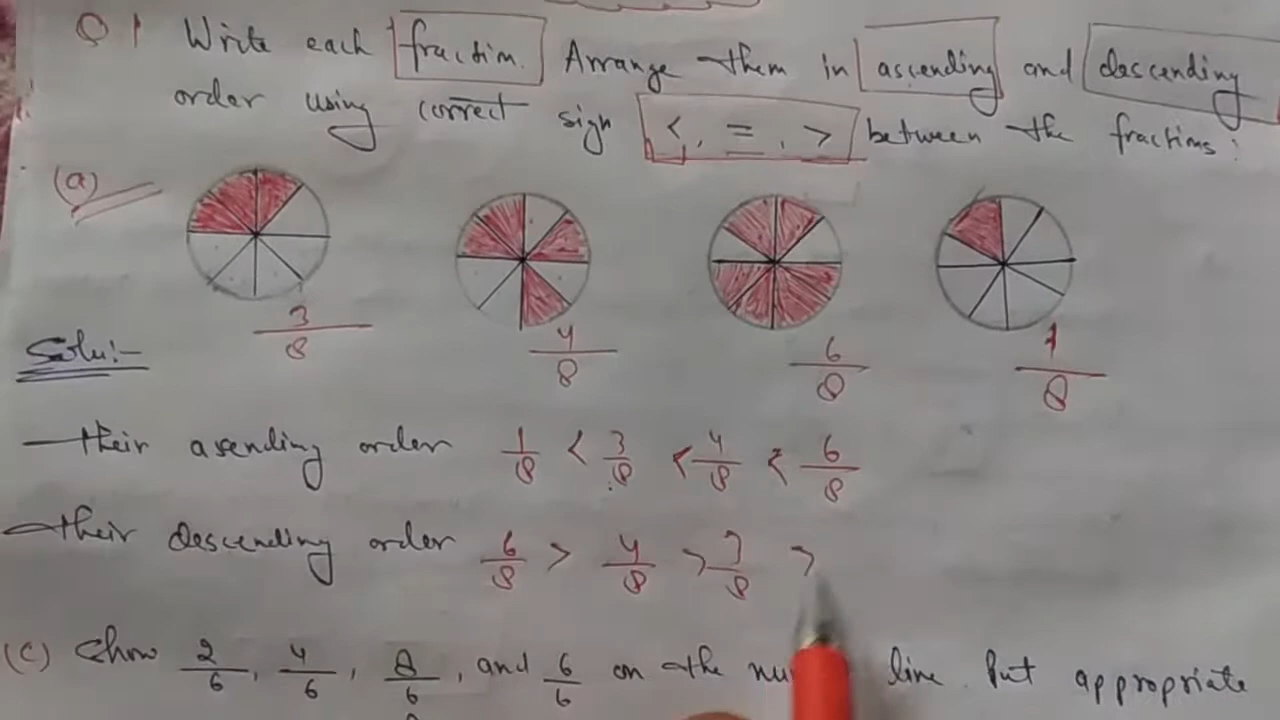 Q 1 Write each fraction. Arrange them in ascending and descending
order using correct sign <, =, > between the fractions:
(a)
3/8 4/8 6/8 1/8
Solu:-
their asending order 1/8 < 3/8 < 4/8 < 6/8
their descending order 6/8 > 4/8 > 3/8 >
(C) Show 2/6, 4/6, 8/6, and 6/6 on the line. Put appropriate